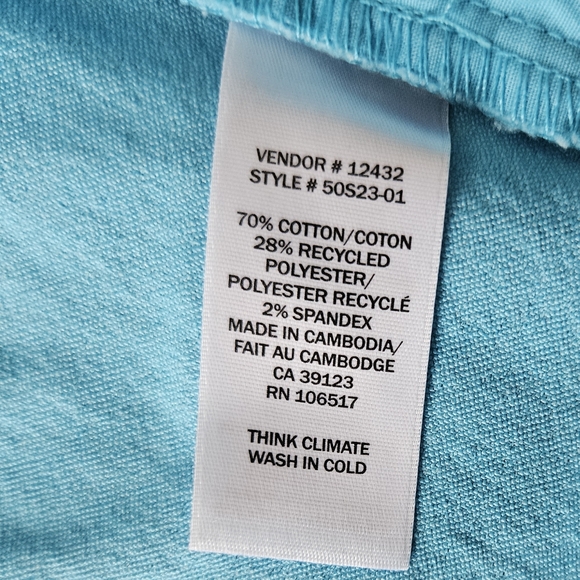 VENDOR # 12432
STYLE # 50S23-01
70% COTTON/COTON
28% RECYCLED
POLYESTER/
POLYESTER RECYCLÉ
2% SPANDEX
MADE IN CAMBODIA/
FAIT AU CAMBODGE
CA 39123
RN 106517
THINK CLIMATE
WASH IN COLD